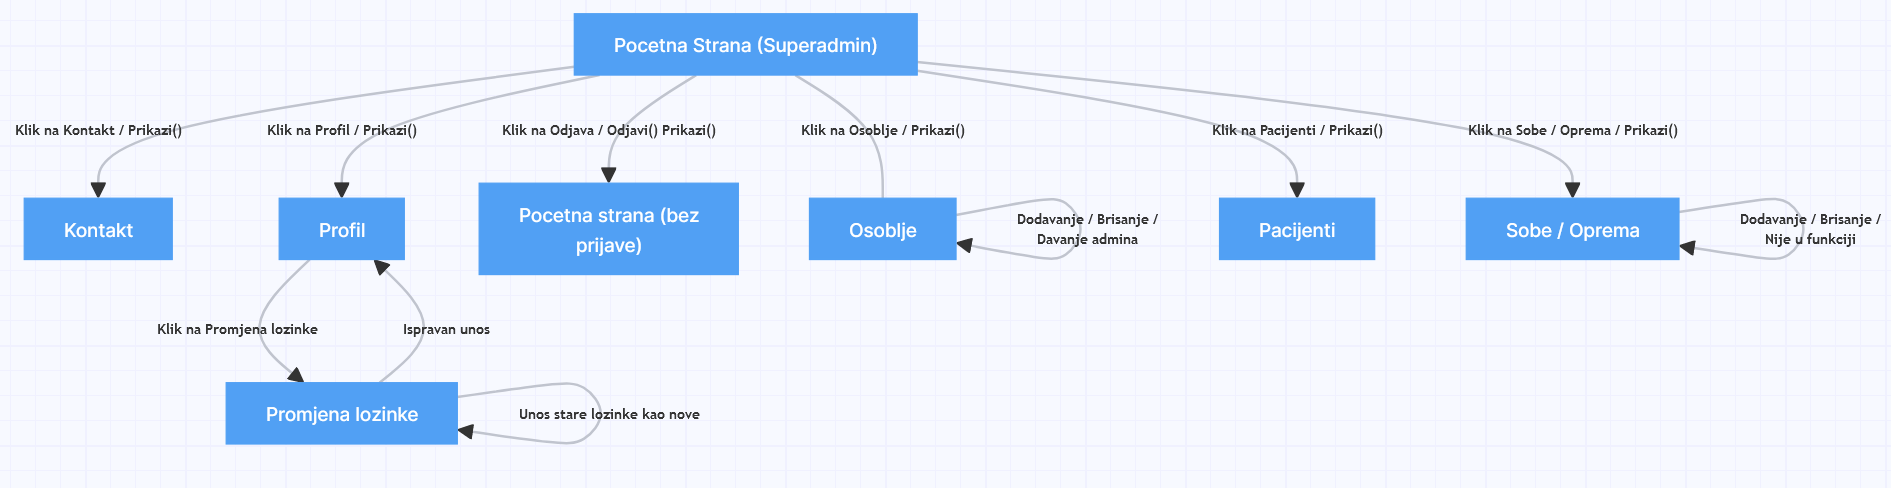 Pocetna Strana (Superadmin)
Klik na Kontakt / Prikazi()
Klik na Profil / Prikazi()
Klik na Odjava / Odjavi() Prikazi()
Klik na Osoblje / Prikazi()
Klik na Pacijenti / Prikazi()
Klik na Sobe / Oprema / Prikazi()
Kontakt
Profil
Pocetna strana (bez
prijave)
Osoblje
Dodavanje / Brisanje /
Davanje admina
Pacijenti
Sobe / Oprema
Dodavanje / Brisanje /
Nije u funkciji
Klik na Promjena lozinke
Ispravan unos
Promjena lozinke
Unos stare lozinke kao nove